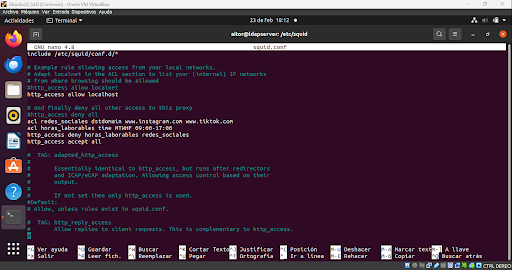 Ubuntu20_SAD [Corriendo] - Oracle VM VirtualBox
Archivo Máquina Ver Entrada Dispositivos Ayuda
Actividades Terminal 23 de feb 18:12
aitor@ldapserver: /etc/squid
GNU nano 4.8 squid.conf
include /etc/squid/conf.d/*
# Example rule allowing access from your local networks.
# Adapt localnet in the ACL section to list your (internal) IP networks
# from where browsing should be allowed
#http_access allow localnet
http_access allow localhost
# And finally deny all other access to this proxy
#http_access deny all
acl redes_sociales dstdomain www.instagram.com www.tiktok.com
acl horas_laborables time MTWHF 09:00-17:00
http_access deny horas_laborables redes_sociales
http_access accept all
# TAG: adapted_http_access
#
# Essentially identical to http_access, but runs after redirectors
# and ICAP/eCAP adaptation. Allowing access control based on their
# output.
#
# If not set then only http_access is used.
#Default:
# Allow, unless rules exist in squid.conf.
# TAG: http_reply_access
# Allow replies to client requests. This is complementary to http_access.
#
^G Ver ayuda ^O Guardar ^W Buscar ^K Cortar Texto ^J Justificar ^C Posición M-U Deshacer M-A Marcar text M-] A llave
^X Salir ^R Leer fich. ^\ Reemplazar ^U Pegar ^T Ortografía ^_ Ir a línea M-E Rehacer M-6 Copiar ^Q Buscar atrás
CTRL DERECHA